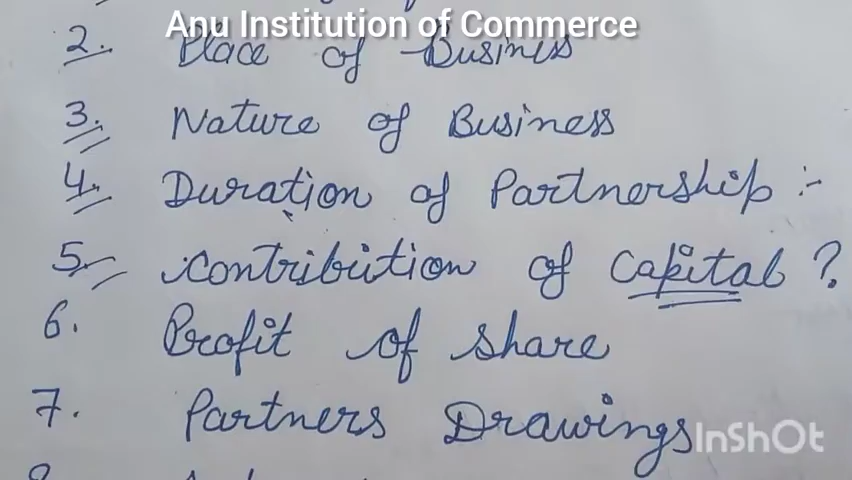 Anu Institution of Commerce
2. Place of Business
3. Nature of Business
4. Duration of Partnership :-
5. Contribution of Capital ?
6. Profit of share
7. Partners Drawings
InShOt
8.